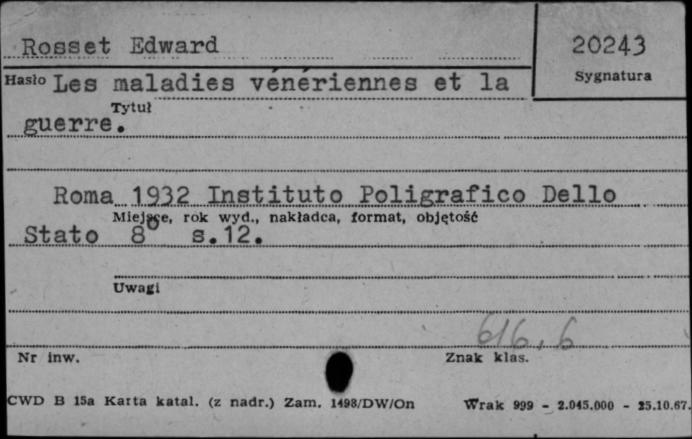 Rosset Edward
20243
Hasło Les maladies vénériennes et la
Sygnatura
Tytuł
guerre.
Roma 1932 Instituto Poligrafico Dello
Miejsce, rok wyd., nakładca, format, objętość
Stato 8° s.12.
Uwagi
616.6
Nr inw.
Znak klas.
CWD B 15a Karta katal. (z nadr.) Zam. 1498/DW/On Wrak 999 - 2.045.000 - 25.10.67.